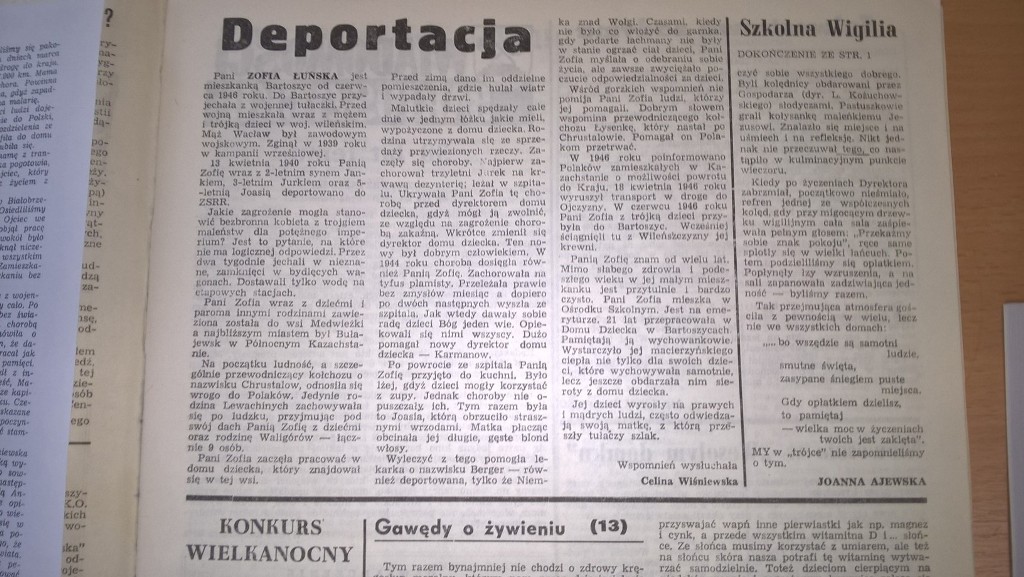 Deportacja
Pani ZOFIA ŁUŃSKA jest
mieszkanką Bartoszyc od czerw-
ca 1946 roku. Do Bartoszyc przy-
jechała z wojennej tułaczki. Przed
wojną mieszkała wraz z mężem
i trójką dzieci w woj. wileńskim.
Mąż Wacław był zawodowym
wojskowym. Zginął w 1939 roku
w kampanii wrześniowej.
13 kwietnia 1940 roku Panią
Zofię wraz z 2-letnim synem Jan-
kiem, 3-letnim Jurkiem oraz 5-
-letnią Joasią deportowano do
ZSRR.
Jakie zagrożenie mogła stano-
wić bezbronna kobieta z trojgiem
maleństw dla potężnego impe-
rium? Jest to pytanie, na które
nie ma logicznej odpowiedzi. Przez
dwa tygodnie jechali w niezna-
ne, zamknięci w bydlęcych wa-
gonach. Dostawali tylko wodę na
etapowych stacjach.
Pani Zofia wraz z dziećmi i
paroma innymi rodzinami zawie-
ziona została do wsi Medwieżki
a najbliższym miastem był Buła-
jewsk w Północnym Kazachsta-
nie.
Na początku ludność, a szcze-
gólnie przewodniczący kołchozu o
nazwisku Chrustalow, odnosiła się
wrogo do Polaków. Jedynie ro-
dzina Lewachinych zachowywała
się po ludzku, przyjmując pod
swój dach Panią Zofię z dziećmi
oraz rodzinę Waligórów — łącz-
nie 9 osób.
Pani Zofia zaczęła pracować w
domu dziecka, który znajdował
się w tej wsi.
Przed zimą dano im oddzielne
pomieszczenia, gdzie hulał wiatr
i wypadały drzwi.
Malutkie dzieci spędzały całe
dnie w jednym łóżku jakie mieli,
wypożyczone z domu dziecka. Ro-
dzina utrzymywała się ze sprze-
daży przywiezionych rzeczy. Za-
częły się choroby. Najpierw za-
chorował trzyletni Jurek na kr-
wawą dezynterię; leżał w szpita-
lu. Ukrywała Pani Zofia tę cho-
robę przed dyrektorem domu
dziecka, gdyż mógł ją zwolnić,
ze względu na zagrożenie choro-
bą zakaźną. Wkrótce zmienił się
dyrektor domu dziecka. Ten no-
wy był dobrym człowiekiem. W
1944 roku choroba dosięgła rów-
nież Panią Zofię. Zachorowała na
tyfus plamisty. Przeleżała prawie
bez zmysłów miesiąc a dopiero
po dwóch następnych wyszła ze
szpitala. Jak wtedy dawały sobie
radę dzieci Bóg jeden wie. Opie-
kowali się nimi wszyscy. Dużo
pomagał nowy dyrektor domu
dziecka — Karmanow.
Po powrocie ze szpitala Panią
Zofię przyjęto do kuchni. Było
lżej, gdyż dzieci mogły korzystać
z zupy. Jednak choroby nie o-
puszczały ich. Tym razem była
to Joasia, którą obrzuciło strasz-
nymi wrzodami. Matka płacząc
obcinała jej długie, gęste blond
włosy.
Wyleczyć z tego pomogła le-
karka o nazwisku Berger — rów-
nież deportowana, tylko że Niem-
ka znad Wołgi. Czasami, kiedy
nie było co włożyć do garnka,
gdy podarte łachmany nie były
w stanie ogrzać ciał dzieci, Pani
Zofia myślała o odebraniu sobie
życia, ale zawsze zwyciężało po-
czucie odpowiedzialności za dzieci.
Wśród gorzkich wspomnień nie
pomija Pani Zofia ludzi, którzy
jej pomagali. Dobrym słowem
wspomina przewodniczącego koł-
chozu Łysenkę, który nastał po
Chrustałowie. Pomagał on Pola-
kom przetrwać.
W 1946 roku poinformowano
Polaków zamieszkałych w Ka-
zachstanie o możliwości powrotu
do Kraju. 18 kwietnia 1946 roku
wyruszył transport w drogę do
Ojczyzny. W czerwcu 1946 roku
Pani Zofia z trójką dzieci przy-
była do Bartoszyc. Wcześniej
ściągnęli tu z Wileńszczyzny jej
krewni.
Panią Zofię znam od wielu lat.
Mimo słabego zdrowia i pode-
szłego wieku w jej małym miesz-
kanku jest przytulnie i bardzo
czysto. Pani Zofia mieszka w
Ośrodku Szkolnym. Jest na eme-
ryturze. 21 lat przepracowała w
Domu Dziecka w Bartoszycach.
Pamiętają ją wychowankowie.
Wystarczyło jej macierzyńskiego
ciepła nie tylko dla swoich dzie-
ci, które wychowywała samotnie,
lecz jeszcze obdarzała nim sie-
roty z domu dziecka.
Jej dzieci wyrosły na prawych
i mądrych ludzi, często odwiedza-
ją swoją matkę, z którą prze-
szły tułaczy szlak.
Wspomnień wysłuchała
Celina Wiśniewska
Szkolna Wigilia
DOKOŃCZENIE ZE STR. 1
czyć sobie wszystkiego dobrego.
Byli kolędnicy obdarowani przez
Gospodarza (dyr. L. Kożuchow-
skiego) słodyczami. Pastuszkowie
grali kołysankę maleńkiemu Je-
zusowi. Znalazło się miejsce i na
uśmiech i na refleksję. Nikt jed-
nak nie przeczuwał tego, co nas-
tąpiło w kulminacyjnym punkcie
wieczoru.
Kiedy po życzeniach Dyrektora
zabrzmiał, początkowo nieśmiało,
refren jednej ze współczesnych
kolęd, gdy przy migocącym drzew-
ku wigilijnym cała sala zaśpie-
wała pełnym głosem: „Przekażmy
sobie znak pokoju”, ręce same
splotły się w wielki łańcuch. Po-
tem podzieliliśmy się opłatkiem.
Popłynęły łzy wzruszenia, a na
sali zapanowała zadziwiająca jed-
ność — byliśmy razem.
Tak przejmująca atmosfera goś-
ciła z pewnością w wielu, lecz
nie we wszystkich domach:
„... bo wszędzie są samotni
ludzie,
smutne święta,
zasypane śniegiem puste
miejsca.
Gdy opłatkiem dzielisz,
to pamiętaj
— wielka moc w życzeniach
twoich jest zaklęta”.
MY w „trójce” nie zapomnieliśmy
o tym.
JOANNA AJEWSKA
KONKURS
WIELKANOCNY
Gawędy o żywieniu (13)
Tym razem bynajmniej nie chodzi o zdrowy krę-
przyswajać wapń inne pierwiastki jak np. magnez
i cynk, a przede wszystkim witamina D i ... słoń-
ce. Ze słońca musimy korzystać z umiarem, ale też
na słońcu skóra nasza potrafi tę witaminę wytwa-
rzać samodzielnie. Toteż dzieciom cierpiącym na